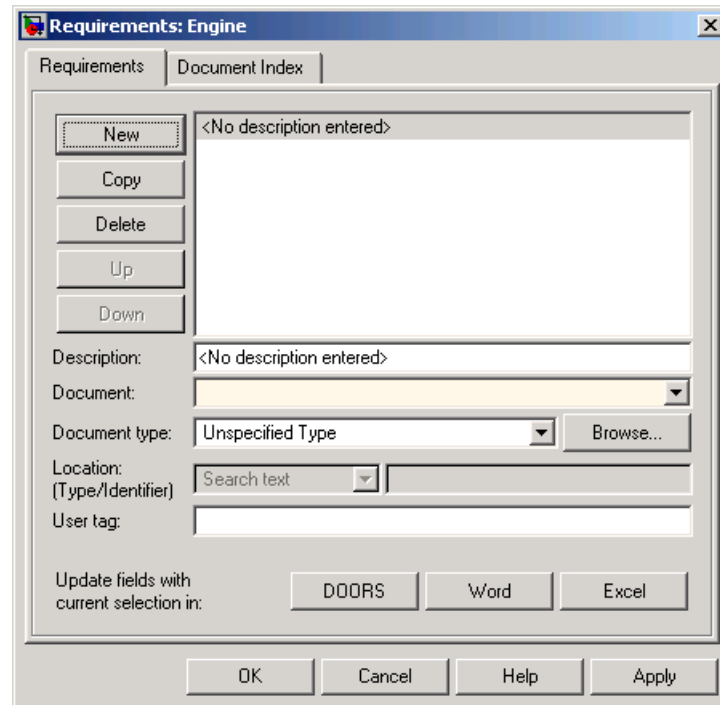 Requirements: Engine
Requirements
Document Index
New
<No description entered>
Copy
Delete
Up
Down
Description:
<No description entered>
Document:
Document type:
Unspecified Type
Browse...
Location:
(Type/Identifier)
Search text
User tag:
Update fields with
current selection in:
DOORS
Word
Excel
OK
Cancel
Help
Apply